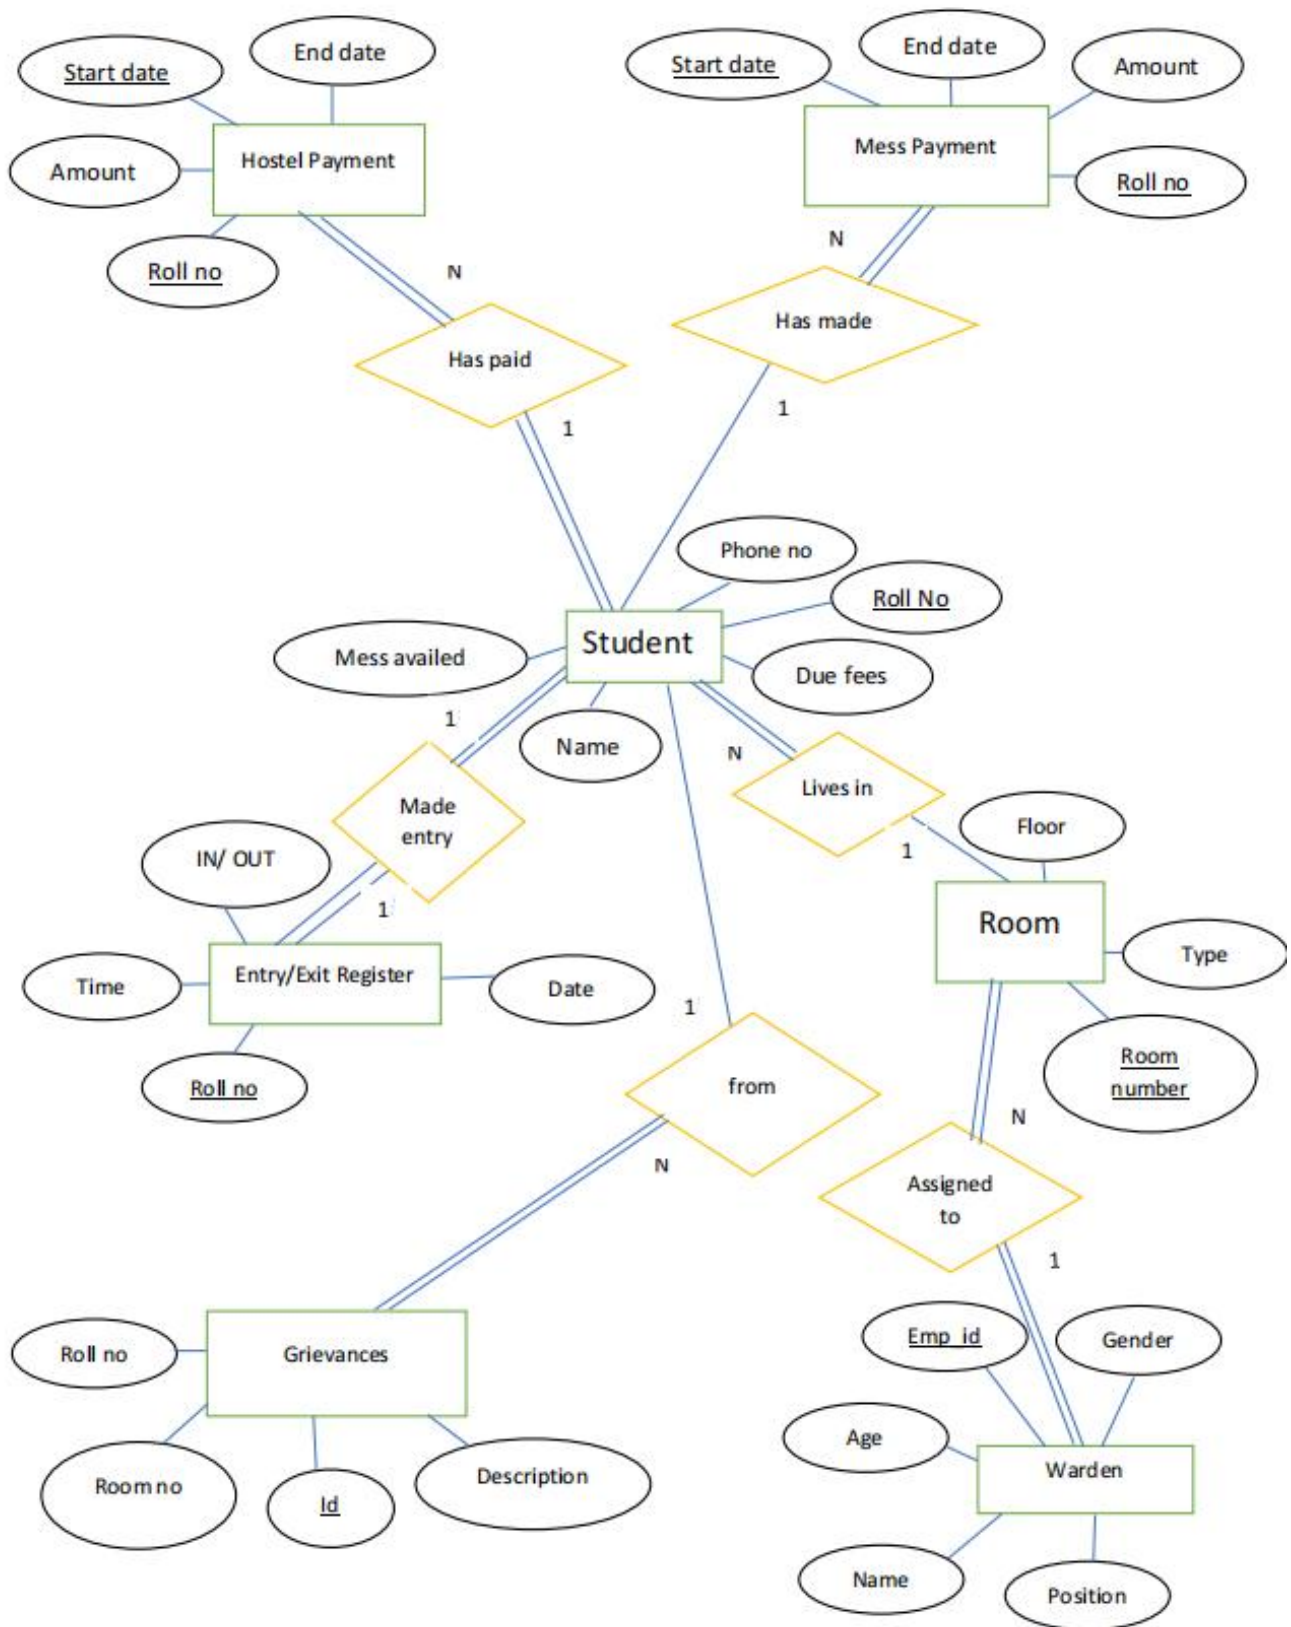 End date
Start date
Hostel Payment
Amount
Roll no
N
Has paid
1
End date
Start date
Amount
Mess Payment
Roll no
N
Has made
1
Phone no
Roll No
Student
Mess availed
Due fees
Name
1
Made
entry
1
IN/ OUT
Entry/Exit Register
Time
Date
Roll no
N
Lives in
1
Floor
Room
Type
Room
number
1
from
N
N
Assigned
to
1
Roll no
Grievances
Room no
Id
Description
Emp_id
Gender
Age
Warden
Name
Position